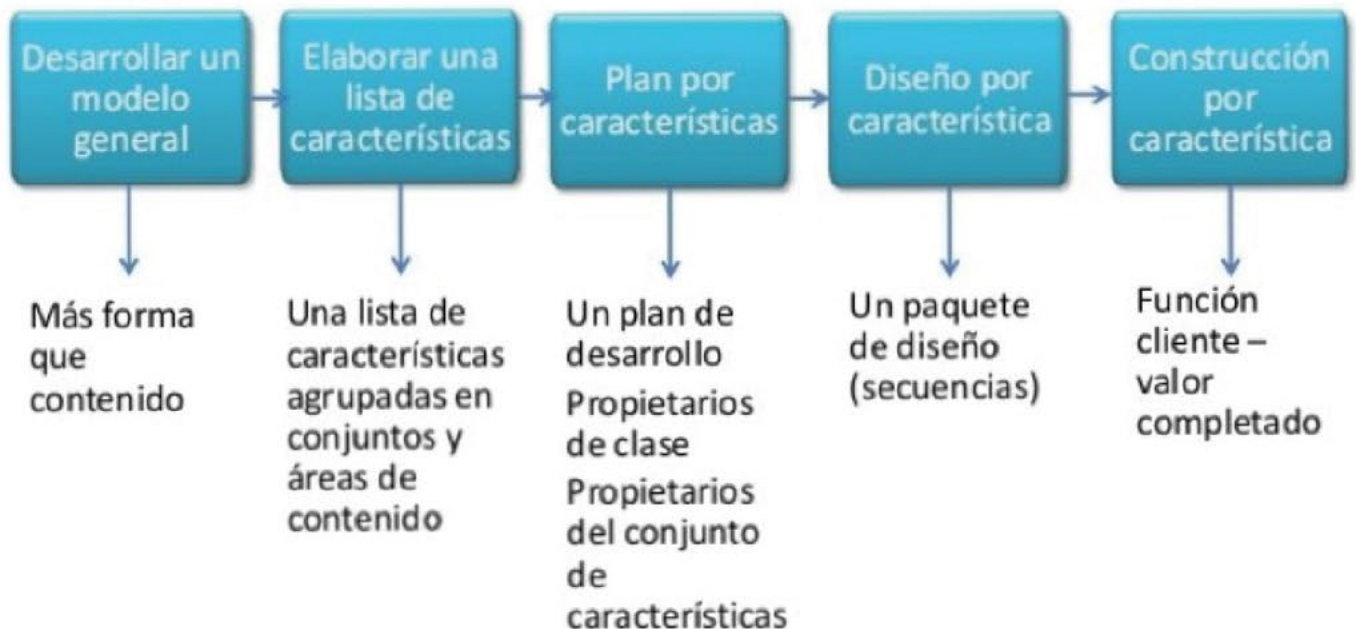 Desarrollar un
modelo
general
Elaborar una
lista de
características
Plan por
características
Diseño por
característica
Construcción
por
característica
Más forma
que
contenido
Una lista de
características
agrupadas en
conjuntos y
áreas de
contenido
Un plan de
desarrollo
Propietarios
de clase
Propietarios
del conjunto
de
características
Un paquete
de diseño
(secuencias)
Función
cliente –
valor
completado